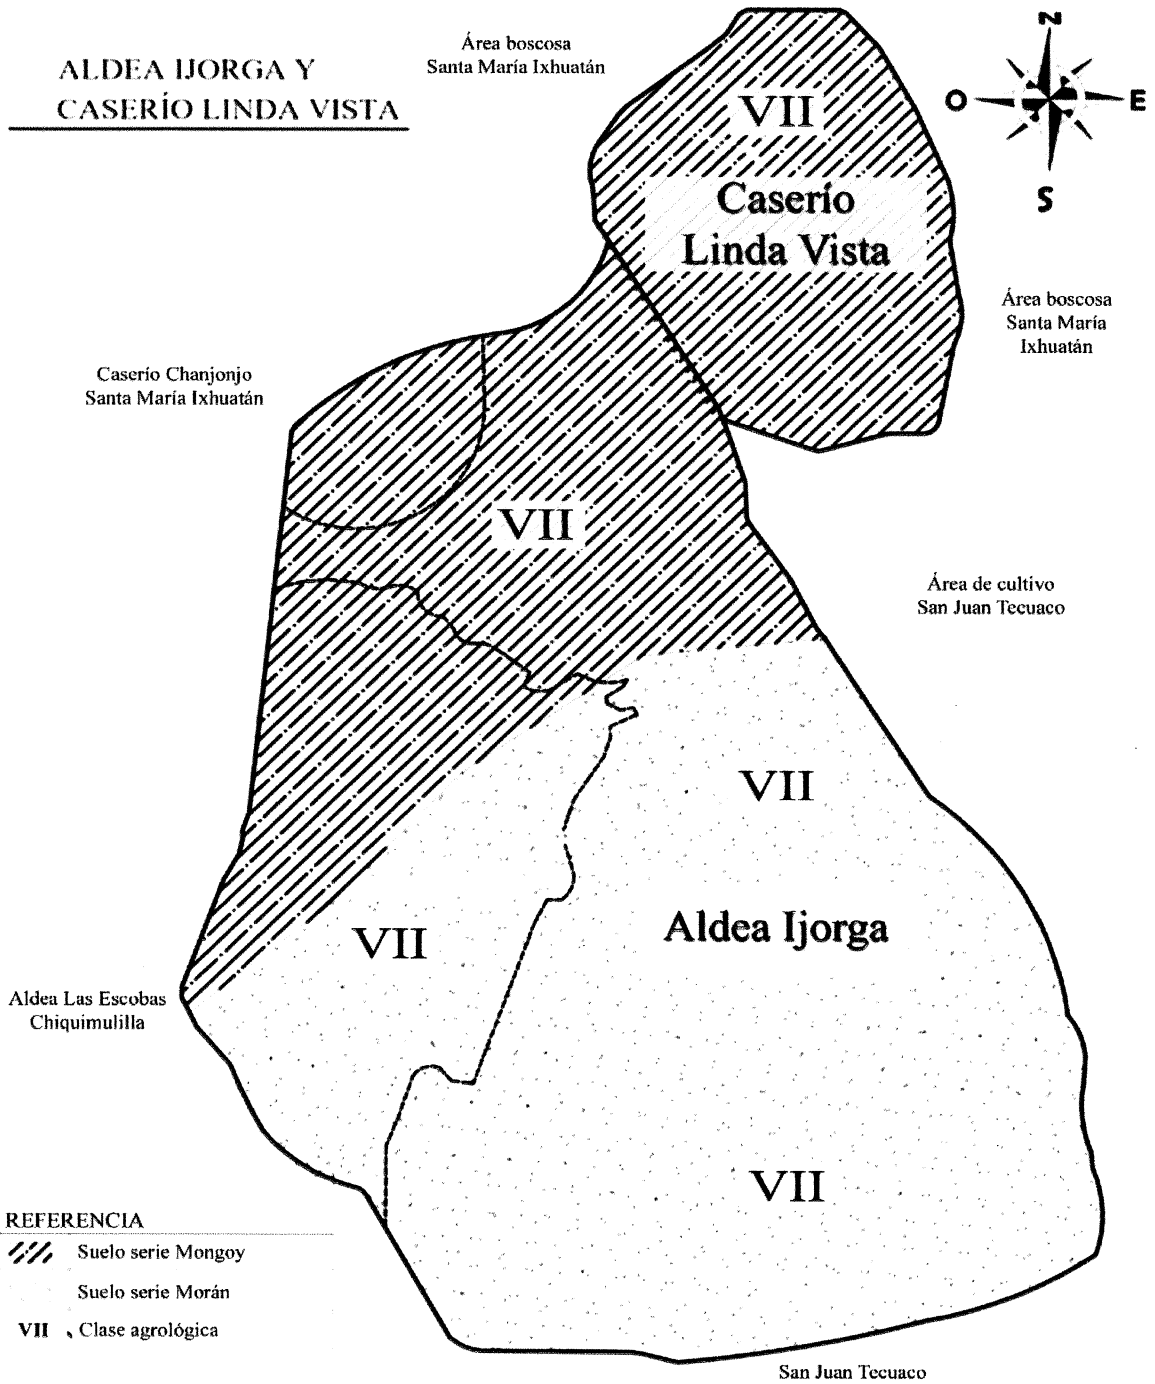 ALDEA IJORGA Y
CASERÍO LINDA VISTA
Área boscosa
Santa María Ixhuatán
N
O
E
S
VII
Caserío
Linda Vista
Área boscosa
Santa María
Ixhuatán
Caserío Chanjonjo
Santa María Ixhuatán
VII
Área de cultivo
San Juan Tecuaco
VII
Aldea Ijorga
VII
Aldea Las Escobas
Chiquimulilla
VII
REFERENCIA
Suelo serie Mongoy
Suelo serie Morán
VII Clase agrológica
San Juan Tecuaco